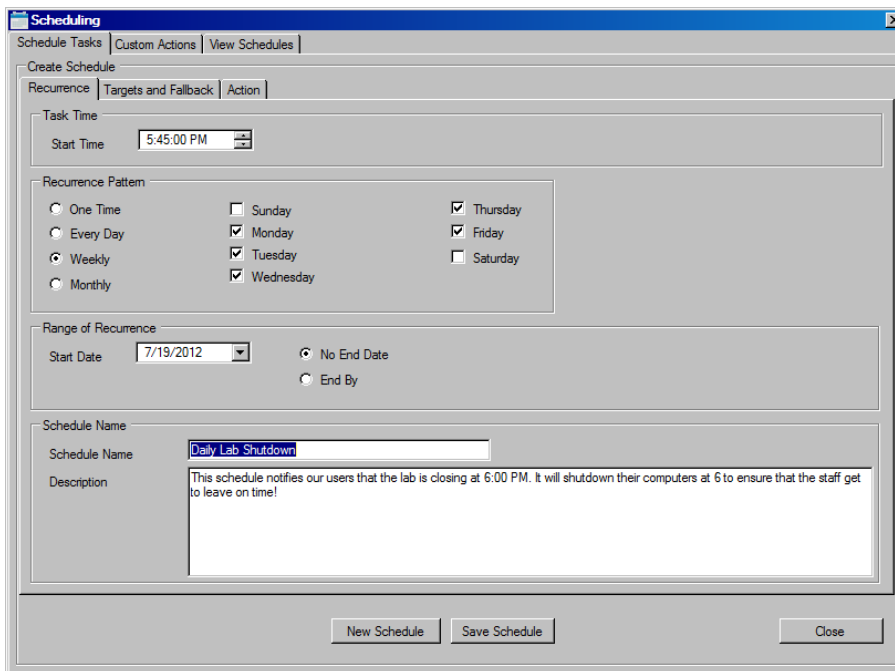 Scheduling
Schedule Tasks Custom Actions View Schedules
Create Schedule
Recurrence Targets and Fallback Action
Task Time
Start Time 5:45:00 PM
Recurrence Pattern
One Time Sunday Thursday
Every Day Monday Friday
Weekly Tuesday Saturday
Monthly Wednesday
Range of Recurrence
Start Date 7/19/2012 No End Date
End By
Schedule Name
Schedule Name Daily Lab Shutdown
Description This schedule notifies our users that the lab is closing at 6:00 PM. It will shutdown their computers at 6 to ensure that the staff get
to leave on time!
New Schedule Save Schedule Close